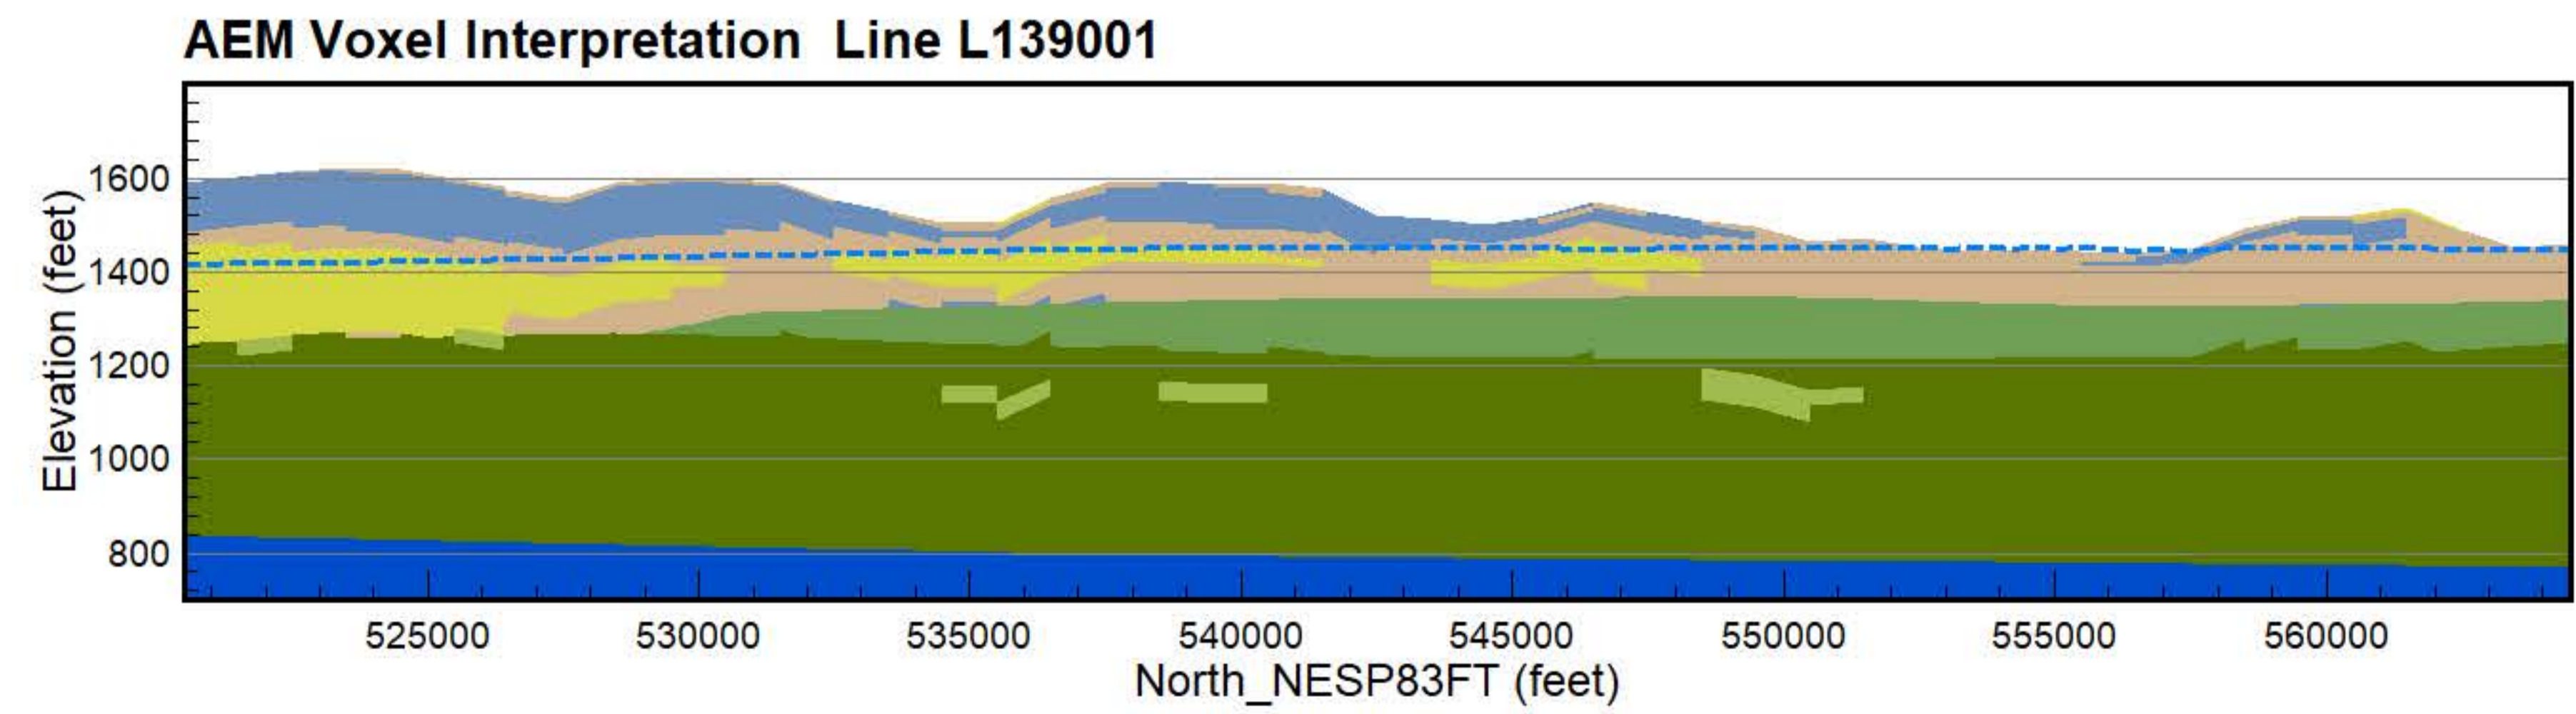 AEM Voxel Interpretation Line L139001
Elevation (feet)
1600
1400
1200
1000
800
525000 530000 535000 540000 545000 550000 555000 560000
North_NESP83FT (feet)